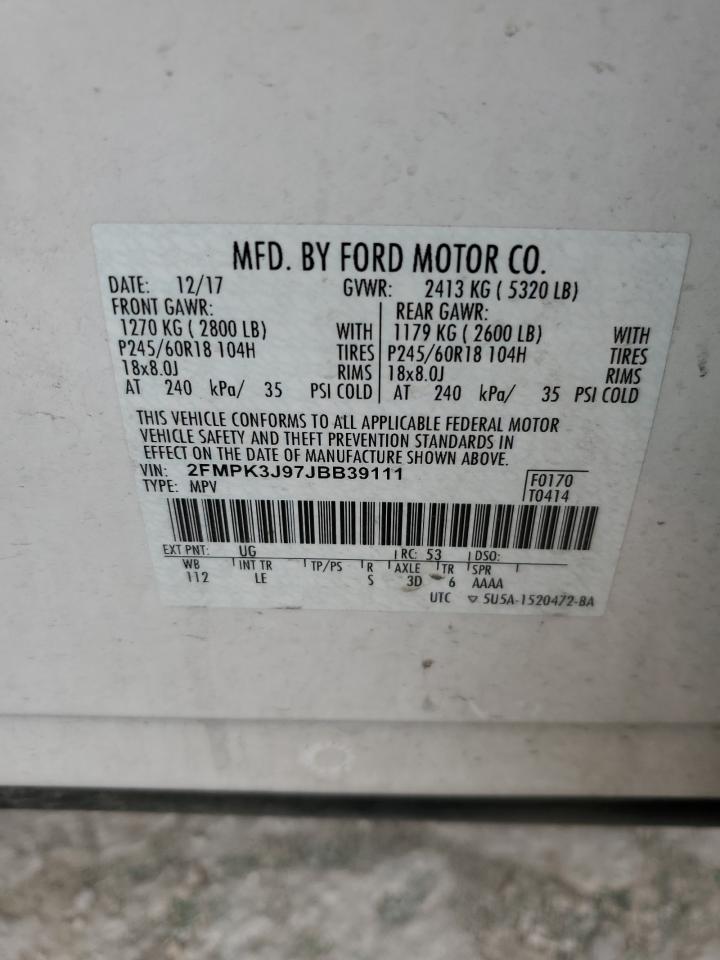 MFD. BY FORD MOTOR CO.
DATE: 12/17 GVWR: 2413 KG ( 5320 LB)
FRONT GAWR:
1270 KG ( 2800 LB) WITH
P245/60R18 104H TIRES
18x8.0J RIMS
AT 240 kPa/ 35 PSI COLD
REAR GAWR:
1179 KG ( 2600 LB) WITH
P245/60R18 104H TIRES
18x8.0J RIMS
AT 240 kPa/ 35 PSI COLD
THIS VEHICLE CONFORMS TO ALL APPLICABLE FEDERAL MOTOR
VEHICLE SAFETY AND THEFT PREVENTION STANDARDS IN
EFFECT ON THE DATE OF MANUFACTURE SHOWN ABOVE.
VIN: 2FMPK3J97JBB39111
TYPE: MPV
F0170
T0414
EXT PNT: UG RC: 53 DSO:
WB INT TR TP/PS R AXLE TR SPR
112 LE S 3D 6 AAAA
UTC ▽ 5U5A-1520472-BA